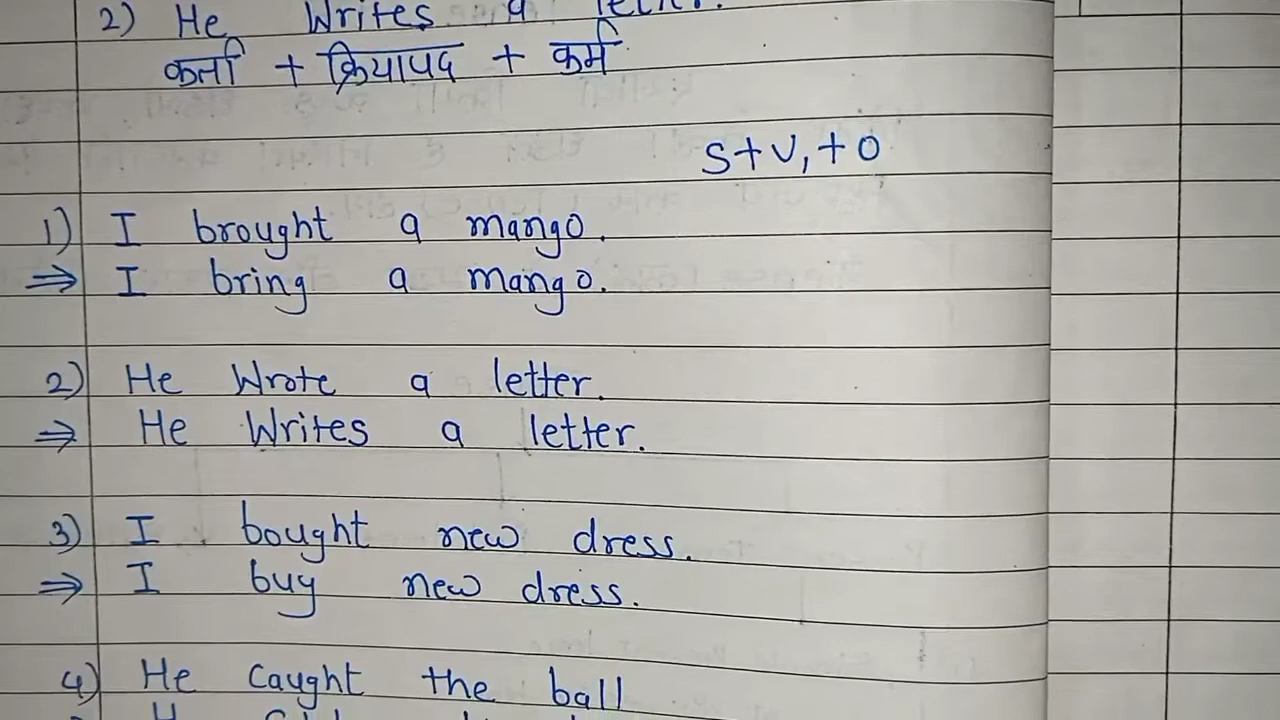 2) He Writes a letter.
कर्ता + क्रियापद + कर्म
S+V₁+O
1) I brought a mango.
⇒ I bring a mango.
2) He Wrote a letter.
⇒ He Writes a letter.
3) I bought new dress.
⇒ I buy new dress.
4) He caught the ball